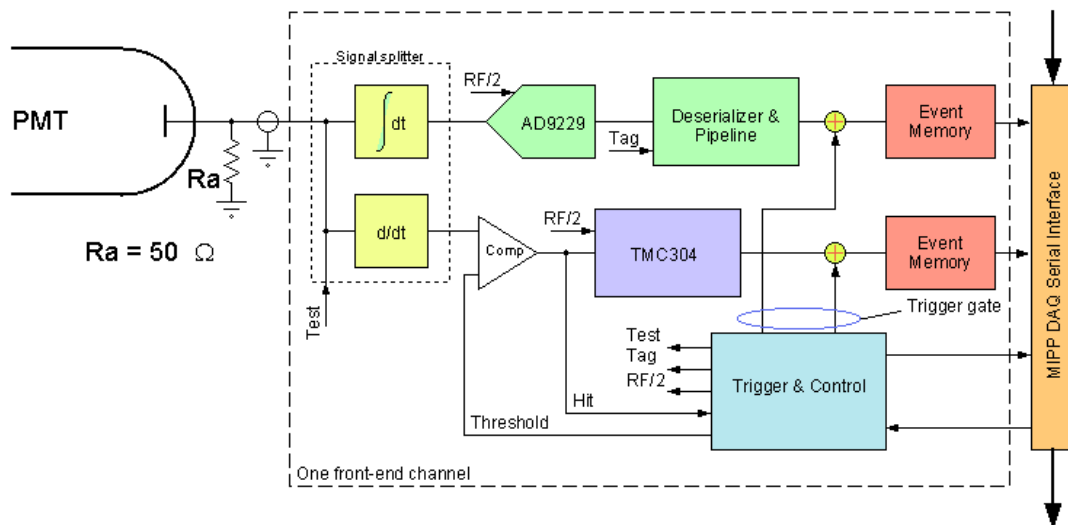 Signal splitter
PMT
∫dt
RF/2
AD9229
Tag
Deserializer &
Pipeline
Event
Memory
Ra
Ra = 50 Ω
d/dt
Comp
RF/2
TMC304
Event
Memory
Test
Trigger gate
Test
Tag
RF/2
Trigger & Control
Hit
Threshold
One front-end channel
MIPP DAQ Serial Interface